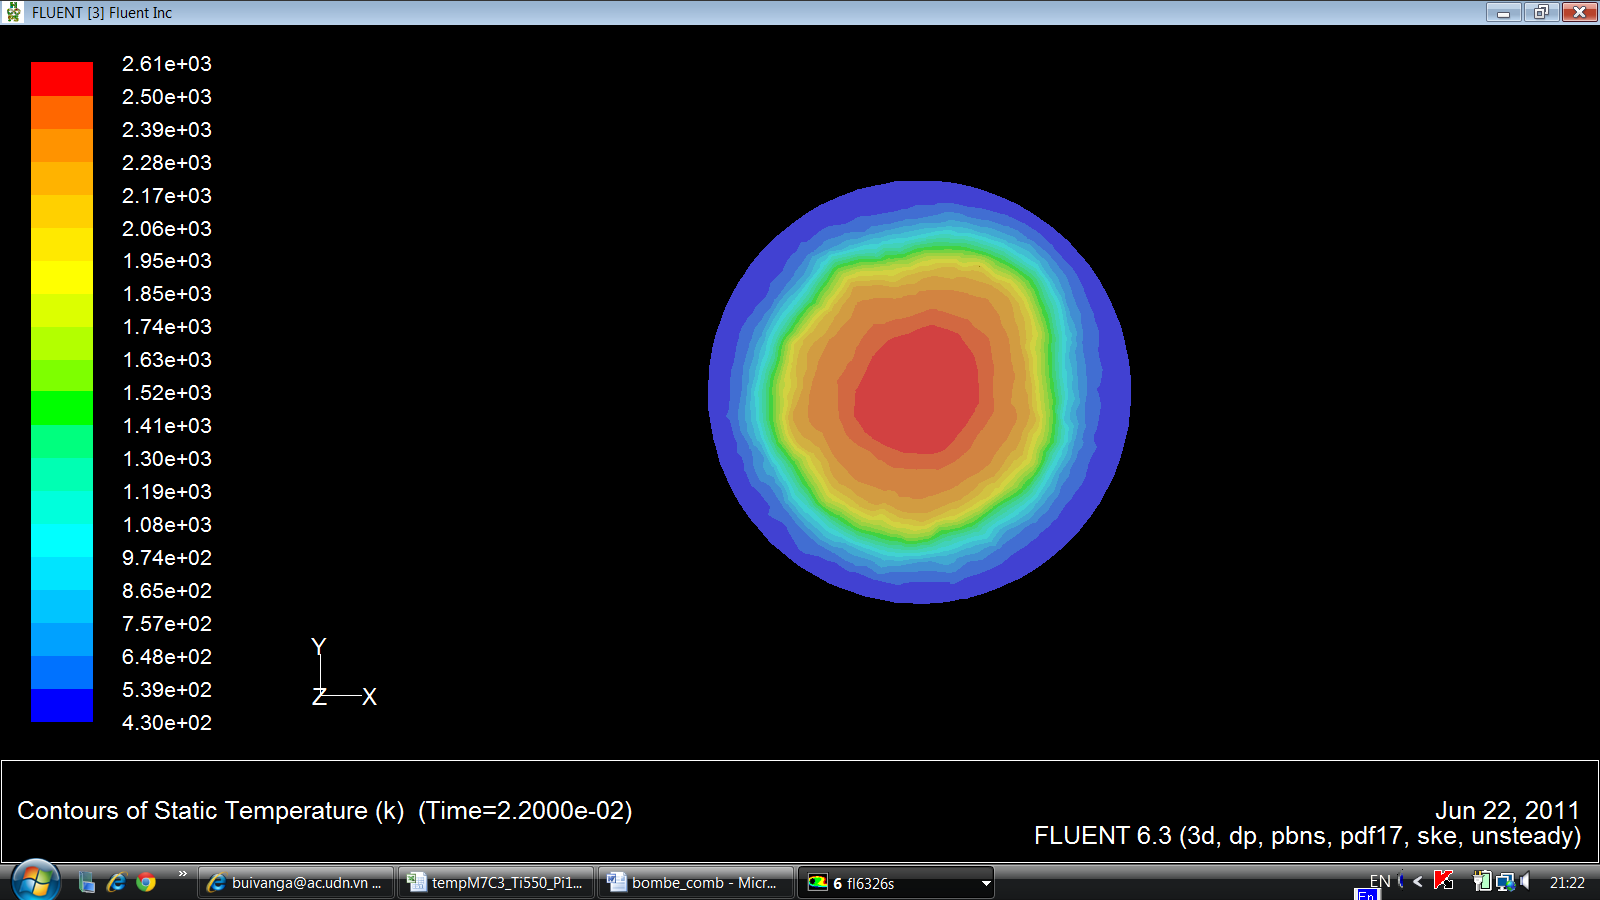 FLUENT [3] Fluent Inc
2.61e+03
2.50e+03
2.39e+03
2.28e+03
2.17e+03
2.06e+03
1.95e+03
1.85e+03
1.74e+03
1.63e+03
1.52e+03
1.41e+03
1.30e+03
1.19e+03
1.08e+03
9.74e+02
8.65e+02
7.57e+02
6.48e+02
5.39e+02
4.30e+02
Y
Z X
Contours of Static Temperature (k) (Time=2.2000e-02)
Jun 22, 2011
FLUENT 6.3 (3d, dp, pbns, pdf17, ske, unsteady)
» buivanga@ac.udn.vn ... tempM7C3_Ti550_Pi1... bombe_comb - Micr... 6 fl6326s EN < 21:22
En